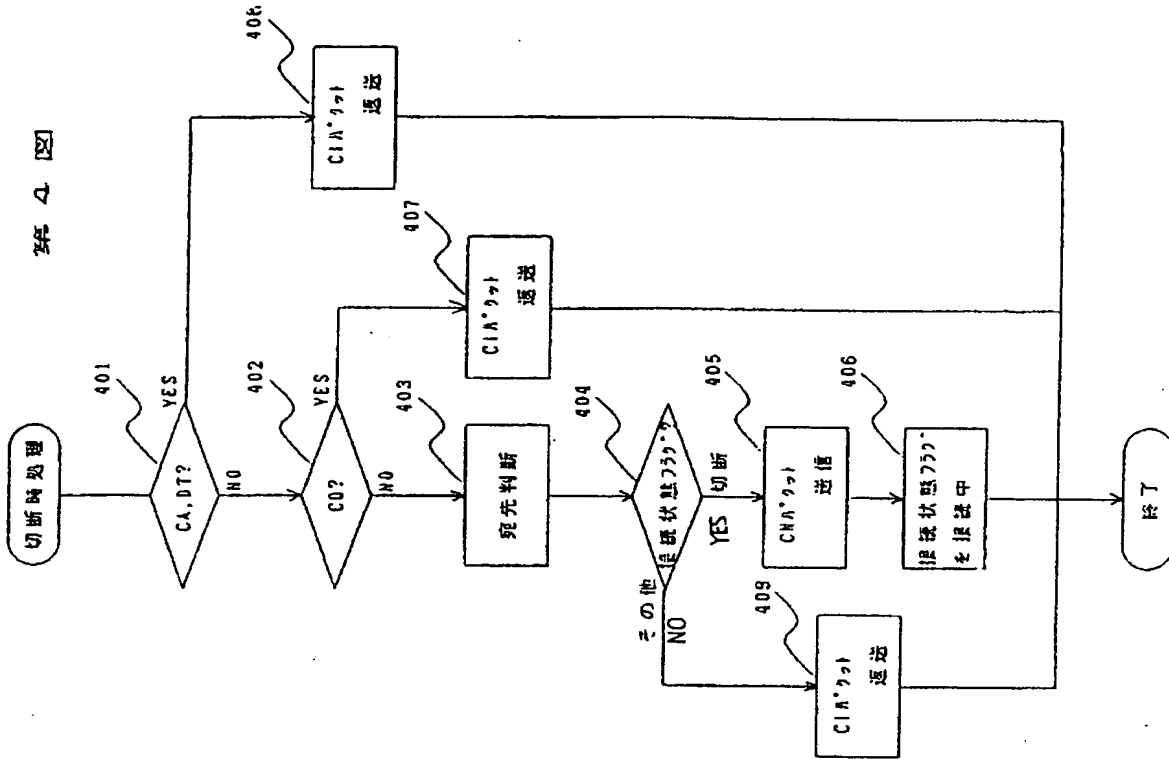 第 4 図
切断時処理
401
CA, DT?
YES
NO
408
CIパケット
返送
402
CO?
YES
NO
407
CIパケット
返送
403
宛先判断
404
接続状態フラグ
その他
NO
YES
切断
405
CNパケット
送信
406
接続状態フラグ
を接続中
409
CIパケット
返送
終了